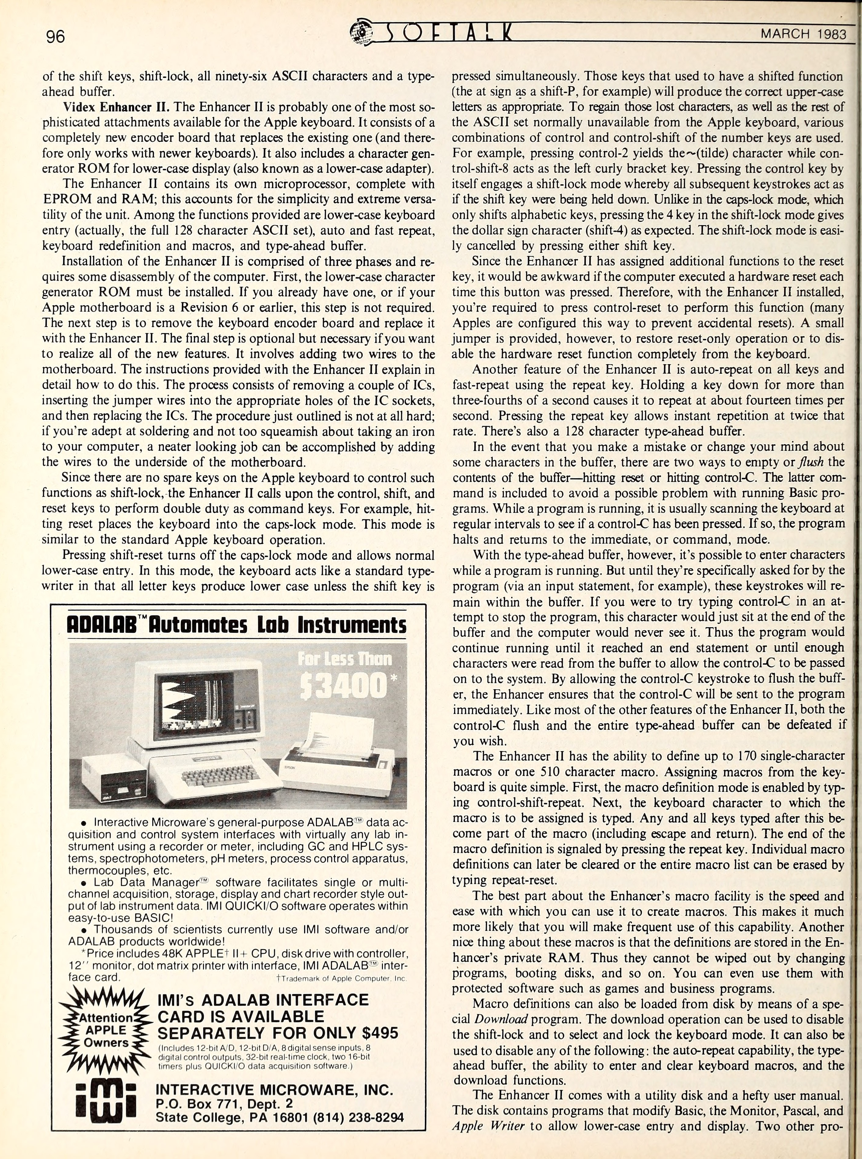 96
SOFTALK
MARCH 1983
of the shift keys, shift-lock, all ninety-six ASCII characters and a type-
ahead buffer.
Videx Enhancer II. The Enhancer II is probably one of the most so-
phisticated attachments available for the Apple keyboard. It consists of a
completely new encoder board that replaces the existing one (and there-
fore only works with newer keyboards). It also includes a character gen-
erator ROM for lower-case display (also known as a lower-case adapter).
The Enhancer II contains its own microprocessor, complete with
EPROM and RAM; this accounts for the simplicity and extreme versa-
tility of the unit. Among the functions provided are lower-case keyboard
entry (actually, the full 128 character ASCII set), auto and fast repeat,
keyboard redefinition and macros, and type-ahead buffer.
Installation of the Enhancer II is comprised of three phases and re-
quires some disassembly of the computer. First, the lower-case character
generator ROM must be installed. If you already have one, or if your
Apple motherboard is a Revision 6 or earlier, this step is not required.
The next step is to remove the keyboard encoder board and replace it
with the Enhancer II. The final step is optional but necessary if you want
to realize all of the new features. It involves adding two wires to the
motherboard. The instructions provided with the Enhancer II explain in
detail how to do this. The process consists of removing a couple of ICs,
inserting the jumper wires into the appropriate holes of the IC sockets,
and then replacing the ICs. The procedure just outlined is not at all hard;
if you're adept at soldering and not too squeamish about taking an iron
to your computer, a neater looking job can be accomplished by adding
the wires to the underside of the motherboard.
Since there are no spare keys on the Apple keyboard to control such
functions as shift-lock, the Enhancer II calls upon the control, shift, and
reset keys to perform double duty as command keys. For example, hit-
ting reset places the keyboard into the caps-lock mode. This mode is
similar to the standard Apple keyboard operation.
Pressing shift-reset turns off the caps-lock mode and allows normal
lower-case entry. In this mode, the keyboard acts like a standard type-
writer in that all letter keys produce lower case unless the shift key is
ADALAB™ Automates Lab Instruments
For Less Than
$3400*
• Interactive Microware's general-purpose ADALAB™ data ac-
quisition and control system interfaces with virtually any lab in-
strument using a recorder or meter, including GC and HPLC sys-
tems, spectrophotometers, pH meters, process control apparatus,
thermocouples, etc.
• Lab Data Manager™ software facilitates single or multi-
channel acquisition, storage, display and chart recorder style out-
put of lab instrument data. IMI QUICKI/O software operates within
easy-to-use BASIC!
• Thousands of scientists currently use IMI software and/or
ADALAB products worldwide!
*Price includes 48K APPLE† II+ CPU, disk drive with controller,
12'' monitor, dot matrix printer with interface, IMI ADALAB™ inter-
face card.
†Trademark of Apple Computer, Inc.
Attention
APPLE
Owners
IMI's ADALAB INTERFACE
CARD IS AVAILABLE
SEPARATELY FOR ONLY $495
(Includes 12-bit A/D, 12-bit D/A, 8 digital sense inputs, 8
digital control outputs, 32-bit real-time clock, two 16-bit
timers plus QUICKI/O data acquisition software.)
imi
INTERACTIVE MICROWARE, INC.
P.O. Box 771, Dept. 2
State College, PA 16801 (814) 238-8294
pressed simultaneously. Those keys that used to have a shifted function
(the at sign as a shift-P, for example) will produce the correct upper-case
letters as appropriate. To regain those lost characters, as well as the rest of
the ASCII set normally unavailable from the Apple keyboard, various
combinations of control and control-shift of the number keys are used.
For example, pressing control-2 yields the ~ (tilde) character while con-
trol-shift-8 acts as the left curly bracket key. Pressing the control key by
itself engages a shift-lock mode whereby all subsequent keystrokes act as
if the shift key were being held down. Unlike in the caps-lock mode, which
only shifts alphabetic keys, pressing the 4 key in the shift-lock mode gives
the dollar sign character (shift-4) as expected. The shift-lock mode is easi-
ly cancelled by pressing either shift key.
Since the Enhancer II has assigned additional functions to the reset
key, it would be awkward if the computer executed a hardware reset each
time this button was pressed. Therefore, with the Enhancer II installed,
you're required to press control-reset to perform this function (many
Apples are configured this way to prevent accidental resets). A small
jumper is provided, however, to restore reset-only operation or to dis-
able the hardware reset function completely from the keyboard.
Another feature of the Enhancer II is auto-repeat on all keys and
fast-repeat using the repeat key. Holding a key down for more than
three-fourths of a second causes it to repeat at about fourteen times per
second. Pressing the repeat key allows instant repetition at twice that
rate. There's also a 128 character type-ahead buffer.
In the event that you make a mistake or change your mind about
some characters in the buffer, there are two ways to empty or flush the
contents of the buffer—hitting reset or hitting control-C. The latter com-
mand is included to avoid a possible problem with running Basic pro-
grams. While a program is running, it is usually scanning the keyboard at
regular intervals to see if a control-C has been pressed. If so, the program
halts and returns to the immediate, or command, mode.
With the type-ahead buffer, however, it's possible to enter characters
while a program is running. But until they're specifically asked for by the
program (via an input statement, for example), these keystrokes will re-
main within the buffer. If you were to try typing control-C in an at-
tempt to stop the program, this character would just sit at the end of the
buffer and the computer would never see it. Thus the program would
continue running until it reached an end statement or until enough
characters were read from the buffer to allow the control-C to be passed
on to the system. By allowing the control-C keystroke to flush the buff-
er, the Enhancer ensures that the control-C will be sent to the program
immediately. Like most of the other features of the Enhancer II, both the
control-C flush and the entire type-ahead buffer can be defeated if
you wish.
The Enhancer II has the ability to define up to 170 single-character
macros or one 510 character macro. Assigning macros from the key-
board is quite simple. First, the macro definition mode is enabled by typ-
ing control-shift-repeat. Next, the keyboard character to which the
macro is to be assigned is typed. Any and all keys typed after this be-
come part of the macro (including escape and return). The end of the
macro definition is signaled by pressing the repeat key. Individual macro
definitions can later be cleared or the entire macro list can be erased by
typing repeat-reset.
The best part about the Enhancer's macro facility is the speed and
ease with which you can use it to create macros. This makes it much
more likely that you will make frequent use of this capability. Another
nice thing about these macros is that the definitions are stored in the En-
hancer's private RAM. Thus they cannot be wiped out by changing
programs, booting disks, and so on. You can even use them with
protected software such as games and business programs.
Macro definitions can also be loaded from disk by means of a spe-
cial Download program. The download operation can be used to disable
the shift-lock and to select and lock the keyboard mode. It can also be
used to disable any of the following: the auto-repeat capability, the type-
ahead buffer, the ability to enter and clear keyboard macros, and the
download functions.
The Enhancer II comes with a utility disk and a hefty user manual.
The disk contains programs that modify Basic, the Monitor, Pascal, and
Apple Writer to allow lower-case entry and display. Two other pro-